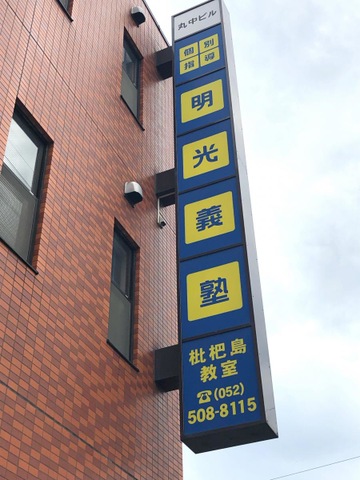 丸中ビル
個別
指導
明
光
義
塾
枇杷島
教室
☎(052)
508-8115